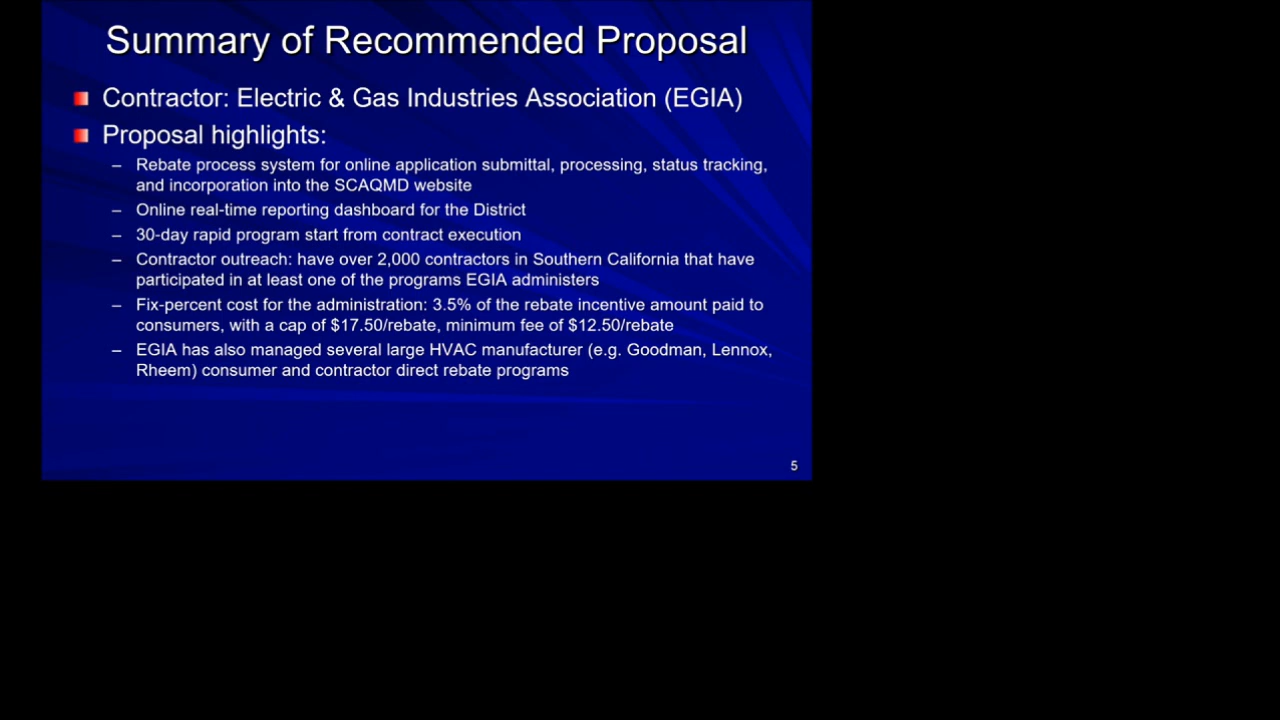 Summary of Recommended Proposal
Contractor: Electric & Gas Industries Association (EGIA)
Proposal highlights:
– Rebate process system for online application submittal, processing, status tracking,
and incorporation into the SCAQMD website
– Online real-time reporting dashboard for the District
– 30-day rapid program start from contract execution
– Contractor outreach: have over 2,000 contractors in Southern California that have
participated in at least one of the programs EGIA administers
– Fix-percent cost for the administration: 3.5% of the rebate incentive amount paid to
consumers, with a cap of $17.50/rebate, minimum fee of $12.50/rebate
– EGIA has also managed several large HVAC manufacturer (e.g. Goodman, Lennox,
Rheem) consumer and contractor direct rebate programs
5